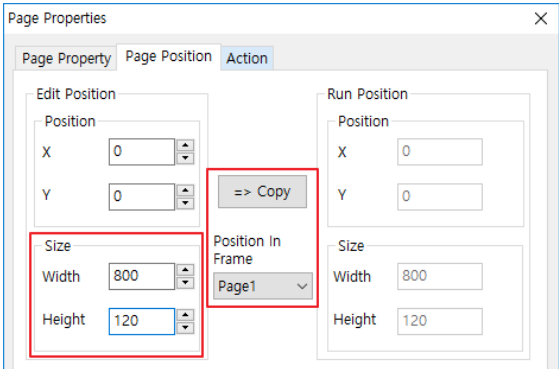 Page Properties
Page Property Page Position Action
Edit Position
Position
X 0
Y 0
Size
Width 800
Height 120
=> Copy
Position In
Frame
Page1
Run Position
Position
X 0
Y 0
Size
Width 800
Height 120